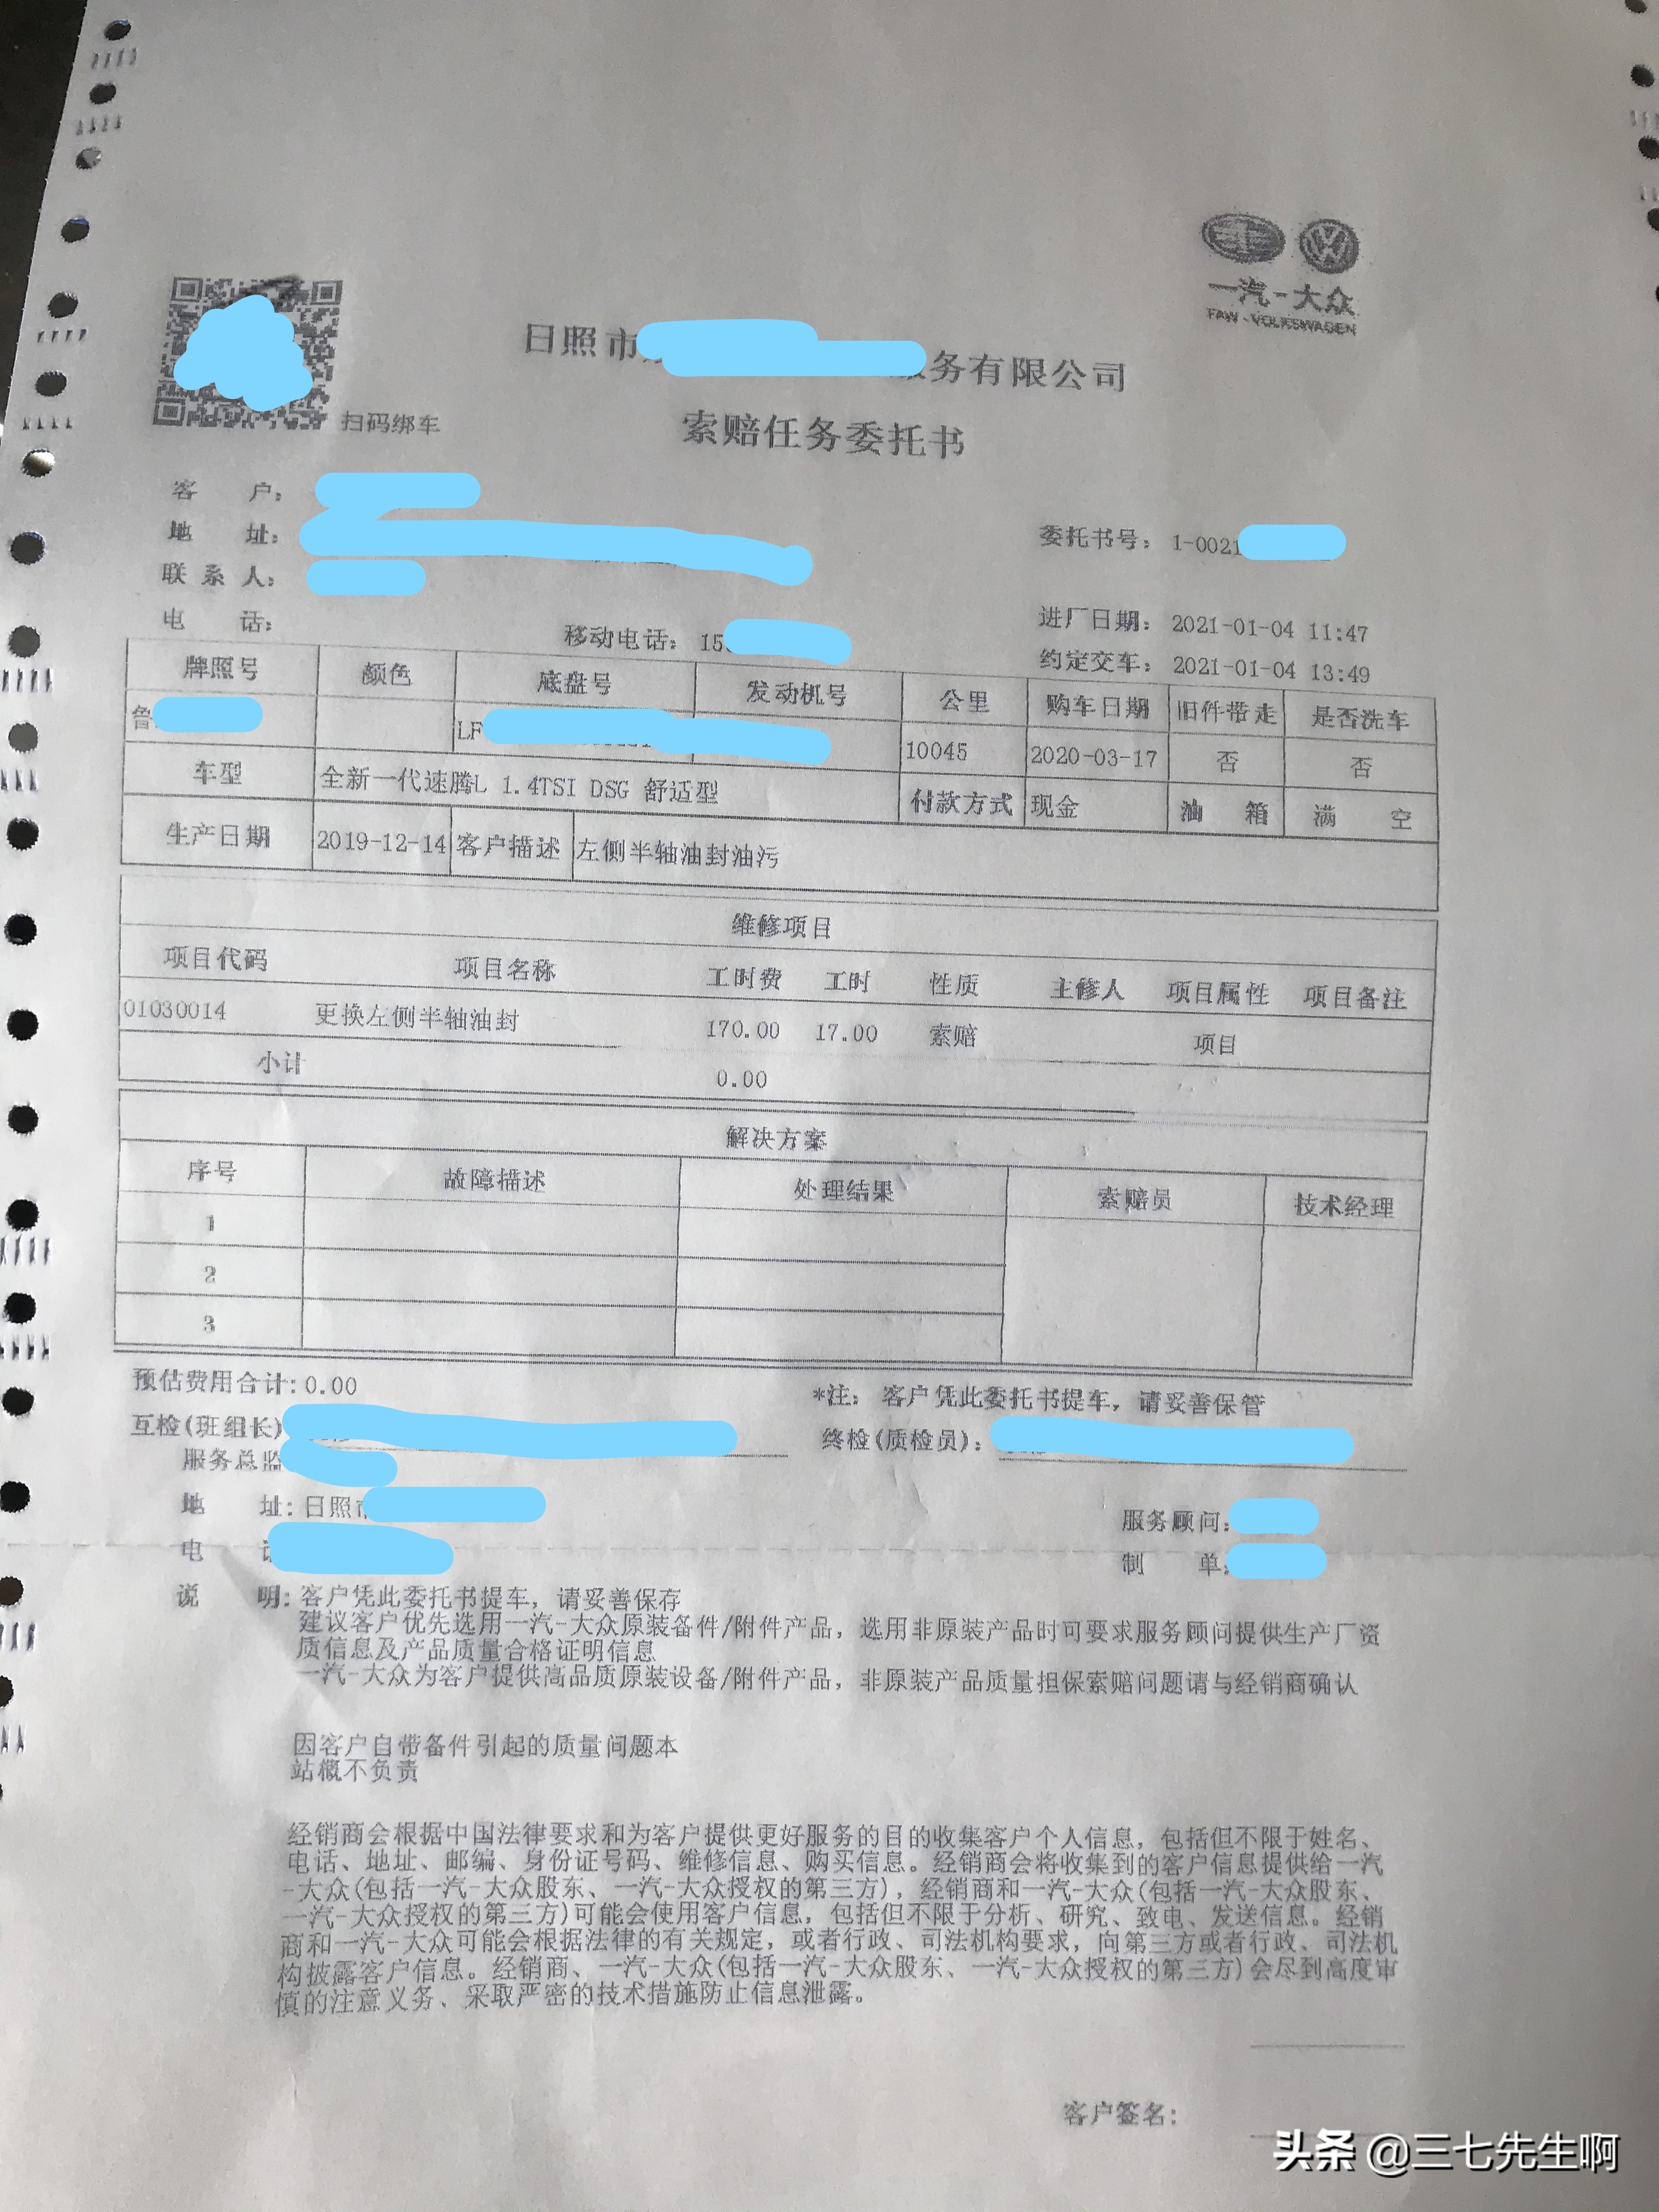 一汽-大众
FAW-VOLKSWAGEN
日照市
务有限公司
扫码绑车
索赔任务委托书
客 户:
地 址:
委托书号: 1-0021
联 系 人:
电 话:
移动电话: 15
进厂日期: 2021-01-04 11:47
约定交车: 2021-01-04 13:49
牌照号 颜色 底盘号 发动机号 公里 购车日期 旧件带走 是否洗车
鲁 LF 10045 2020-03-17 否 否
车型 全新一代速腾L 1.4TSI DSG 舒适型 付款方式 现金 油 箱 满 空
生产日期 2019-12-14 客户描述 左侧半轴油封油污
维修项目
项目代码 项目名称 工时费 工时 性质 主修人 项目属性 项目备注
01030014 更换左侧半轴油封 170.00 17.00 索赔 项目
小计 0.00
解决方案
序号 故障描述 处理结果 索赔员 技术经理
1
2
3
预估费用合计: 0.00
*注: 客户凭此委托书提车, 请妥善保管
互检(班组长)
终检(质检员):
服务总监
地 址: 日照市
服务顾问:
电
制 单:
说 明: 客户凭此委托书提车, 请妥善保存
建议客户优先选用一汽-大众原装备件/附件产品, 选用非原装产品时可要求服务顾问提供生产厂资
质信息及产品质量合格证明信息
一汽-大众为客户提供高品质原装设备/附件产品, 非原装产品质量担保索赔问题请与经销商确认
因客户自带备件引起的质量问题本
站概不负责
经销商会根据中国法律要求和为客户提供更好服务的目的收集客户个人信息, 包括但不限于姓名、
电话、地址、邮编、身份证号码、维修信息、购买信息。经销商会将收集到的客户信息提供给一汽
-大众(包括一汽-大众股东、一汽-大众授权的第三方), 经销商和一汽-大众(包括一汽-大众股东、
一汽-大众授权的第三方)可能会使用客户信息, 包括但不限于分析、研究、致电、发送信息。经销
商和一汽-大众可能会根据法律的有关规定, 或者行政、司法机构要求, 向第三方或者行政、司法机
构披露客户信息。经销商、一汽-大众(包括一汽-大众股东、一汽-大众授权的第三方)会尽到高度审
慎的注意义务、采取严密的技术措施防止信息泄露。
客户签名:
头条 @三七先生啊